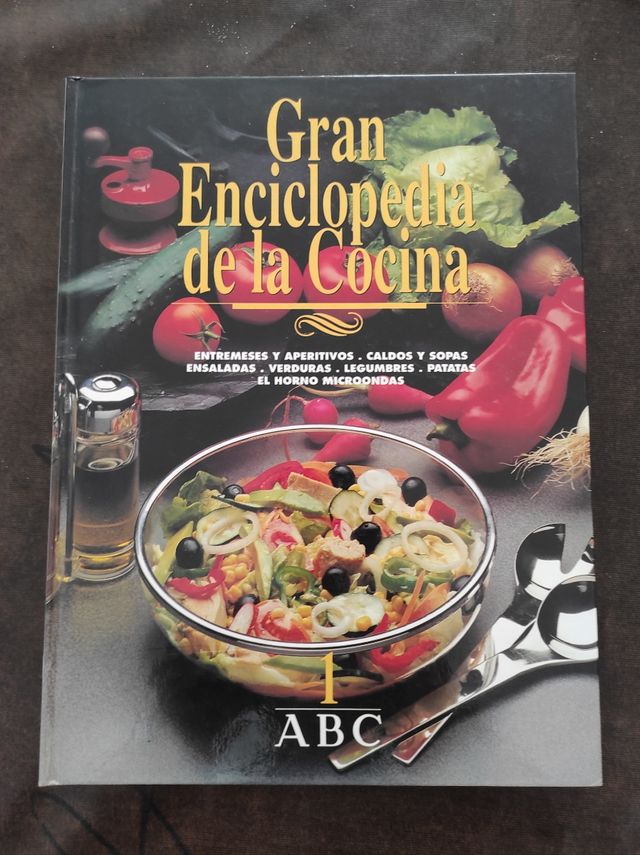 Gran
Enciclopedia
de la Cocina
ENTREMESES Y APERITIVOS . CALDOS Y SOPAS
ENSALADAS . VERDURAS . LEGUMBRES . PATATAS
EL HORNO MICROONDAS
1
ABC